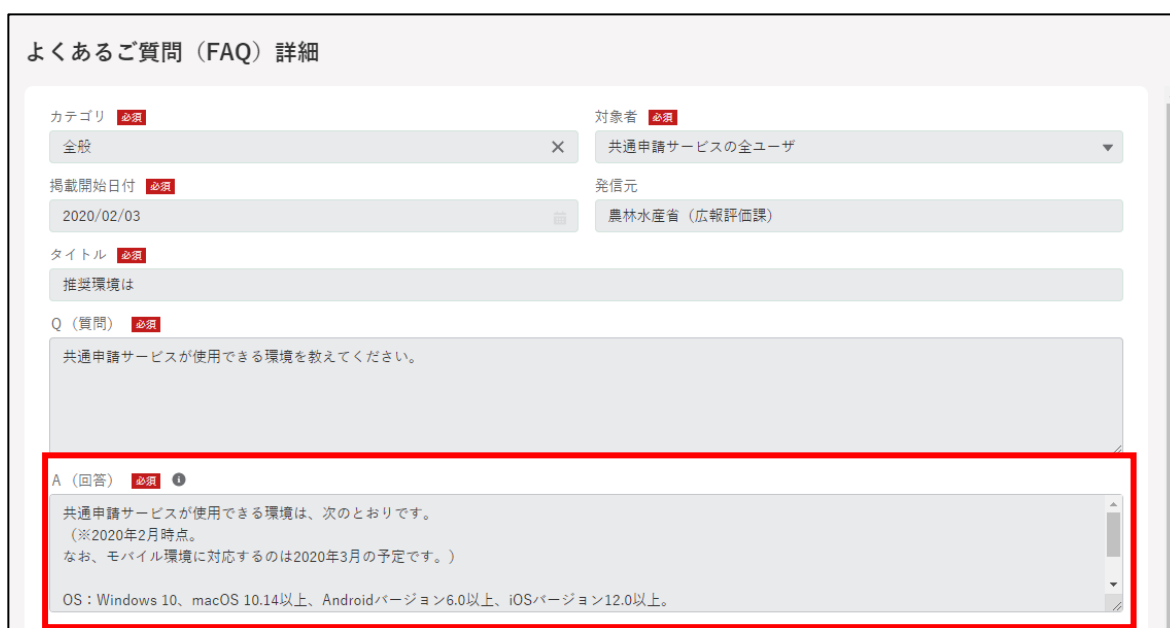 よくあるご質問（FAQ）詳細
カテゴリ 必須
対象者 必須
全般
共通申請サービスの全ユーザ
掲載開始日付 必須
発信元
2020/02/03
農林水産省（広報評価課）
タイトル 必須
推奨環境は
Q（質問） 必須
共通申請サービスが使用できる環境を教えてください。
A（回答） 必須
共通申請サービスが使用できる環境は、次のとおりです。
（※2020年2月時点。
なお、モバイル環境に対応するのは2020年3月の予定です。）
OS：Windows 10、macOS 10.14以上、Androidバージョン6.0以上、iOSバージョン12.0以上。